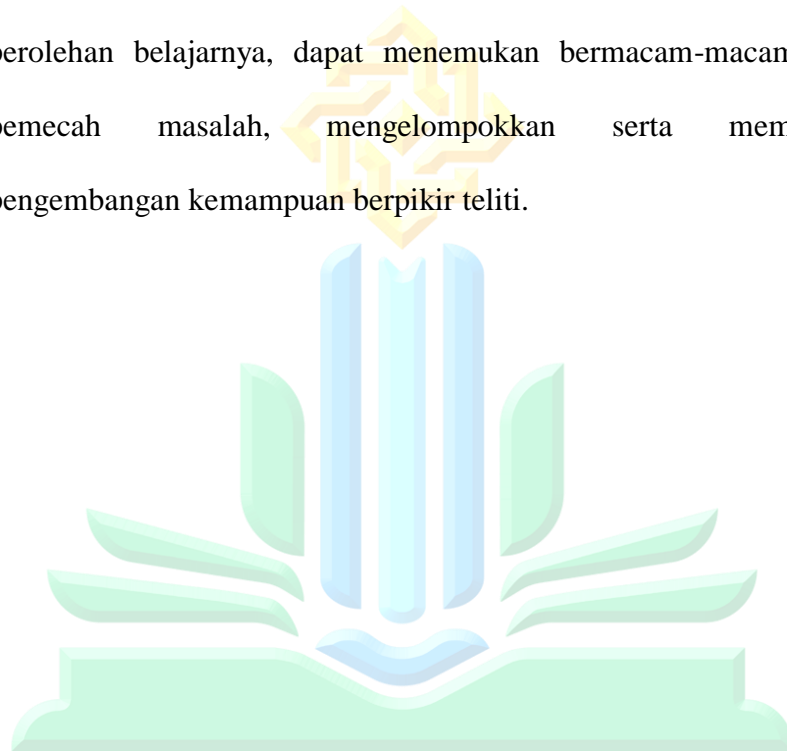 perolehan belajarnya, dapat menemukan bermacam-macam
pemecah masalah, mengelompokkan serta mem
pengembangan kemampuan berpikir teliti.